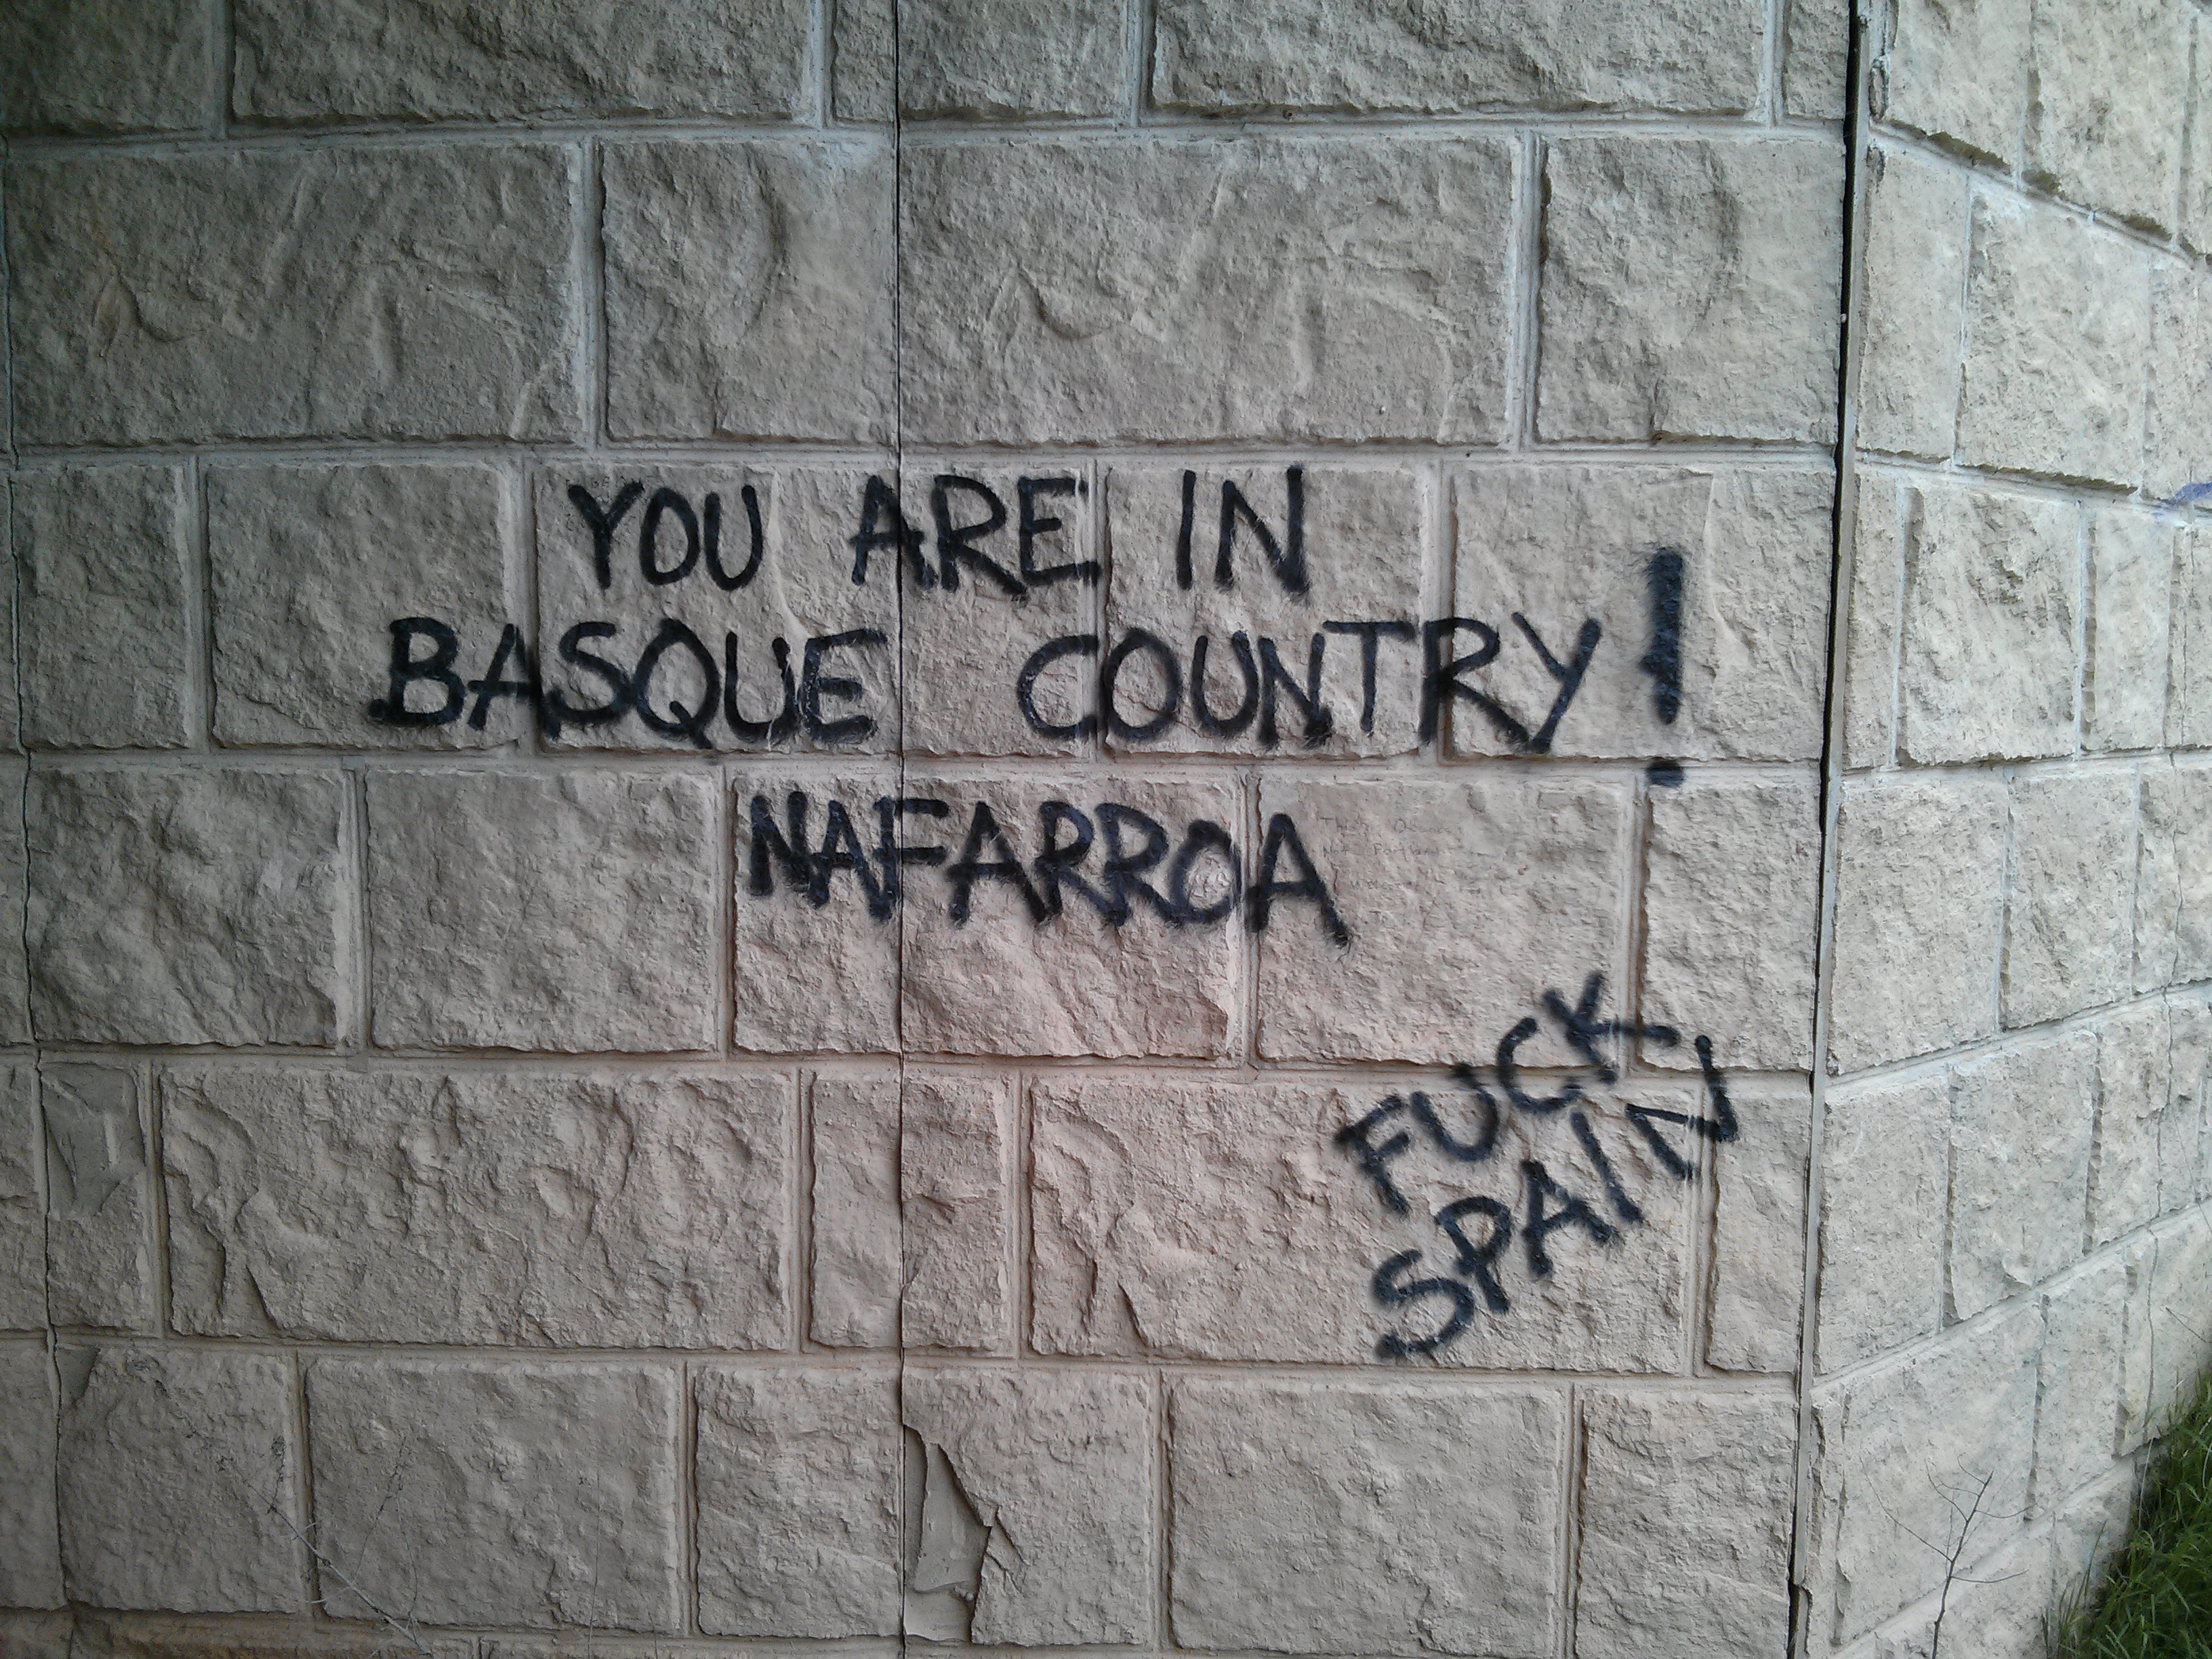 YOU ARE IN
BASQUE COUNTRY!
NAFARROA
FUCK
SPAIN